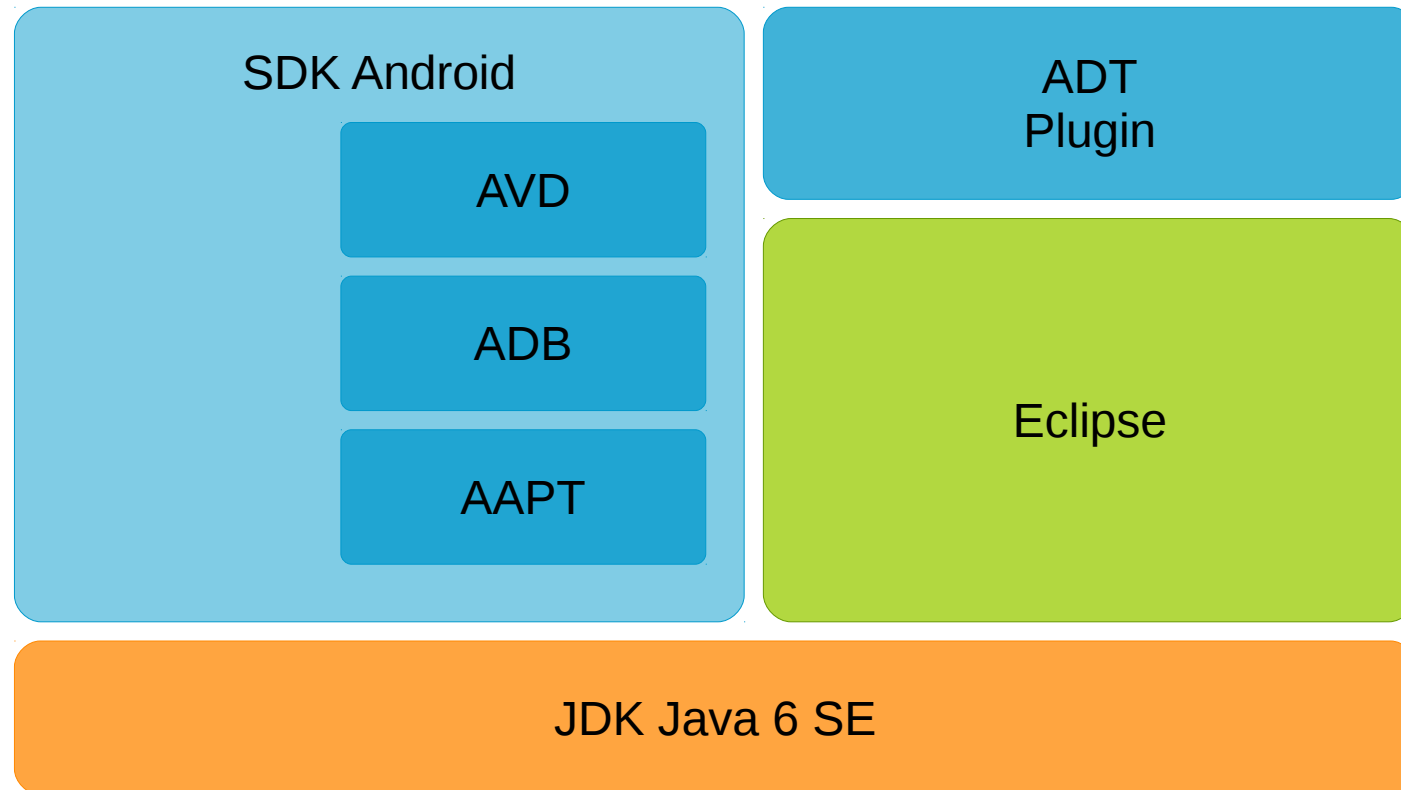 SDK Android
AVD
ADB
AAPT
ADT
Plugin
Eclipse
JDK Java 6 SE